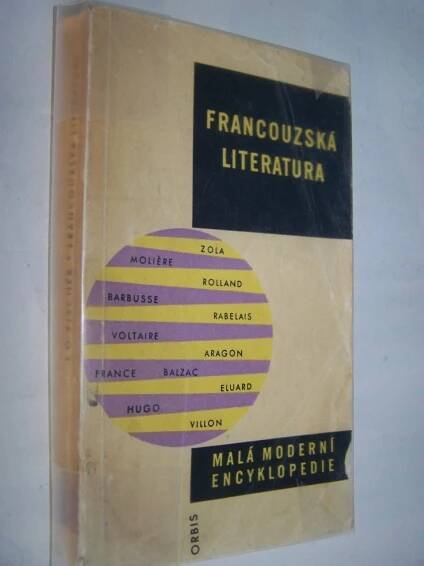 FRANCOUZSKÁ
LITERATURA
ZOLA
MOLIÈRE
ROLLAND
BARBUSSE
RABELAIS
VOLTAIRE
ARAGON
FRANCE BALZAC
ELUARD
HUGO
VILLON
MALÁ MODERNÍ
ENCYKLOPEDIE
ORBIS